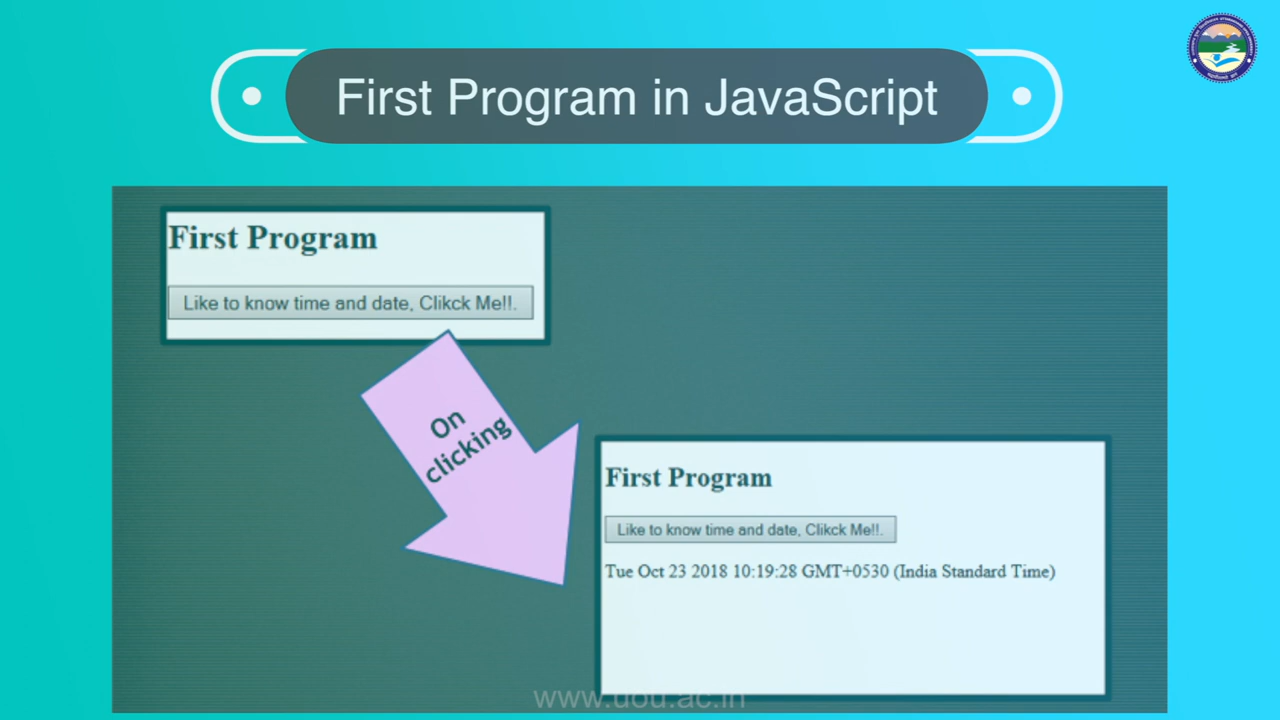 First Program in JavaScript
First Program
Like to know time and date, Clikck Me!!.
On
clicking
First Program
Like to know time and date, Clikck Me!!.
Tue Oct 23 2018 10:19:28 GMT+0530 (India Standard Time)
www.uou.ac.in